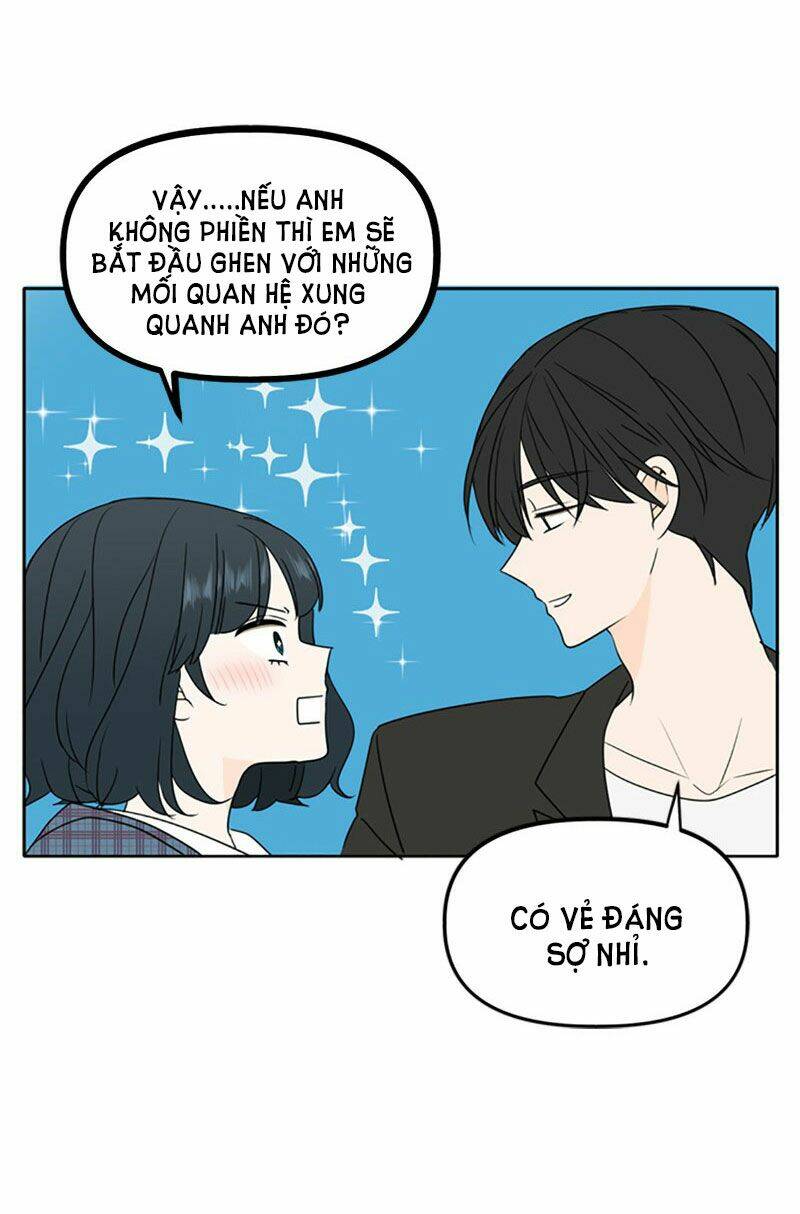 VẬY.....NẾU ANH
KHÔNG PHIỀN THÌ EM SẼ
BẮT ĐẦU GHEN VỚI NHỮNG
MỐI QUAN HỆ XUNG
QUANH ANH ĐÓ?
CÓ VẺ ĐÁNG
SỢ NHỈ.